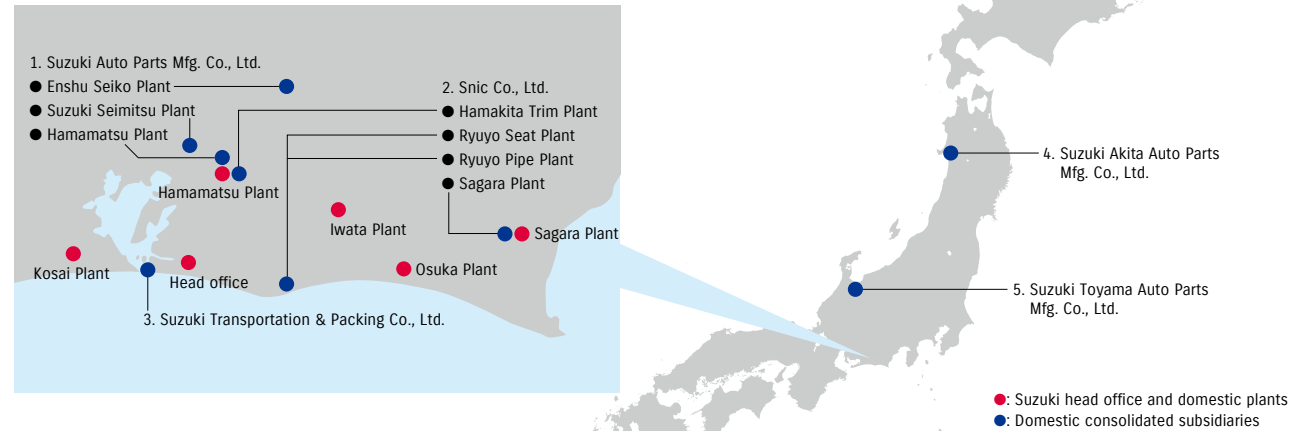 1. Suzuki Auto Parts Mfg. Co., Ltd.
● Enshu Seiko Plant
● Suzuki Seimitsu Plant
● Hamamatsu Plant
2. Snic Co., Ltd.
● Hamakita Trim Plant
● Ryuyo Seat Plant
● Ryuyo Pipe Plant
● Sagara Plant
Hamamatsu Plant
Iwata Plant
Sagara Plant
Kosai Plant
Head office
Osuka Plant
3. Suzuki Transportation & Packing Co., Ltd.
4. Suzuki Akita Auto Parts
Mfg. Co., Ltd.
5. Suzuki Toyama Auto Parts
Mfg. Co., Ltd.
●: Suzuki head office and domestic plants
●: Domestic consolidated subsidiaries